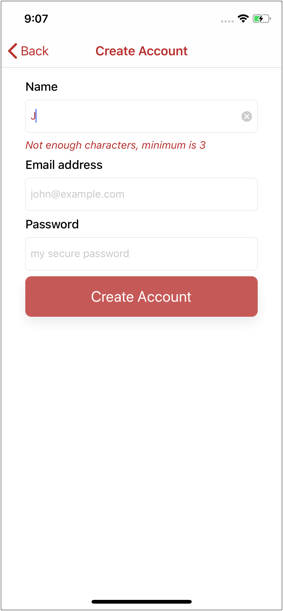 9:07
Back
Create Account
Name
J
Not enough characters, minimum is 3
Email address
john@example.com
Password
my secure password
Create Account